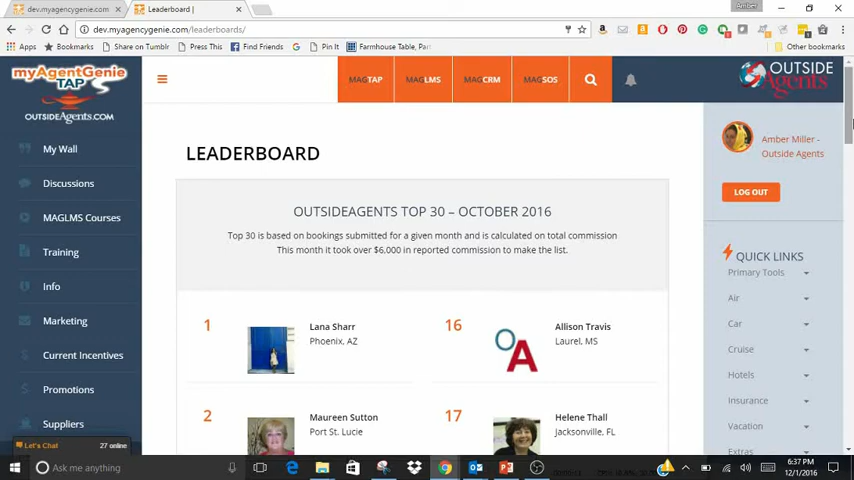 dev.myagencygenie.com
Leaderboard |
Amber
dev.myagencygenie.com/leaderboards/
Apps
Bookmarks
Share on Tumblr
Press This
Find Friends
Pin It
Farmhouse Table, Par
Other bookmarks
myAgentGenie
TAP
OUTSIDEAgents.COM
MAGTAP
MAGLMS
MAGCRM
MAGSOS
OUTSIDE
Agents
My Wall
Discussions
MAGLMS Courses
Training
Info
Marketing
Current Incentives
Promotions
Suppliers
Let's Chat
27 online
LEADERBOARD
OUTSIDEAGENTS TOP 30 – OCTOBER 2016
Top 30 is based on bookings submitted for a given month and is calculated on total commission
This month it took over $6,000 in reported commission to make the list.
1
Lana Sharr
Phoenix, AZ
16
OA
Allison Travis
Laurel, MS
2
Maureen Sutton
Port St. Lucie
17
Helene Thall
jacksonville, FL
Amber Miller -
Outside Agents
LOG OUT
QUICK LINKS
Primary Tools
Air
Car
Cruise
Hotels
Insurance
Vacation
Extras
Ask me anything
6:37 PM
12/1/2016